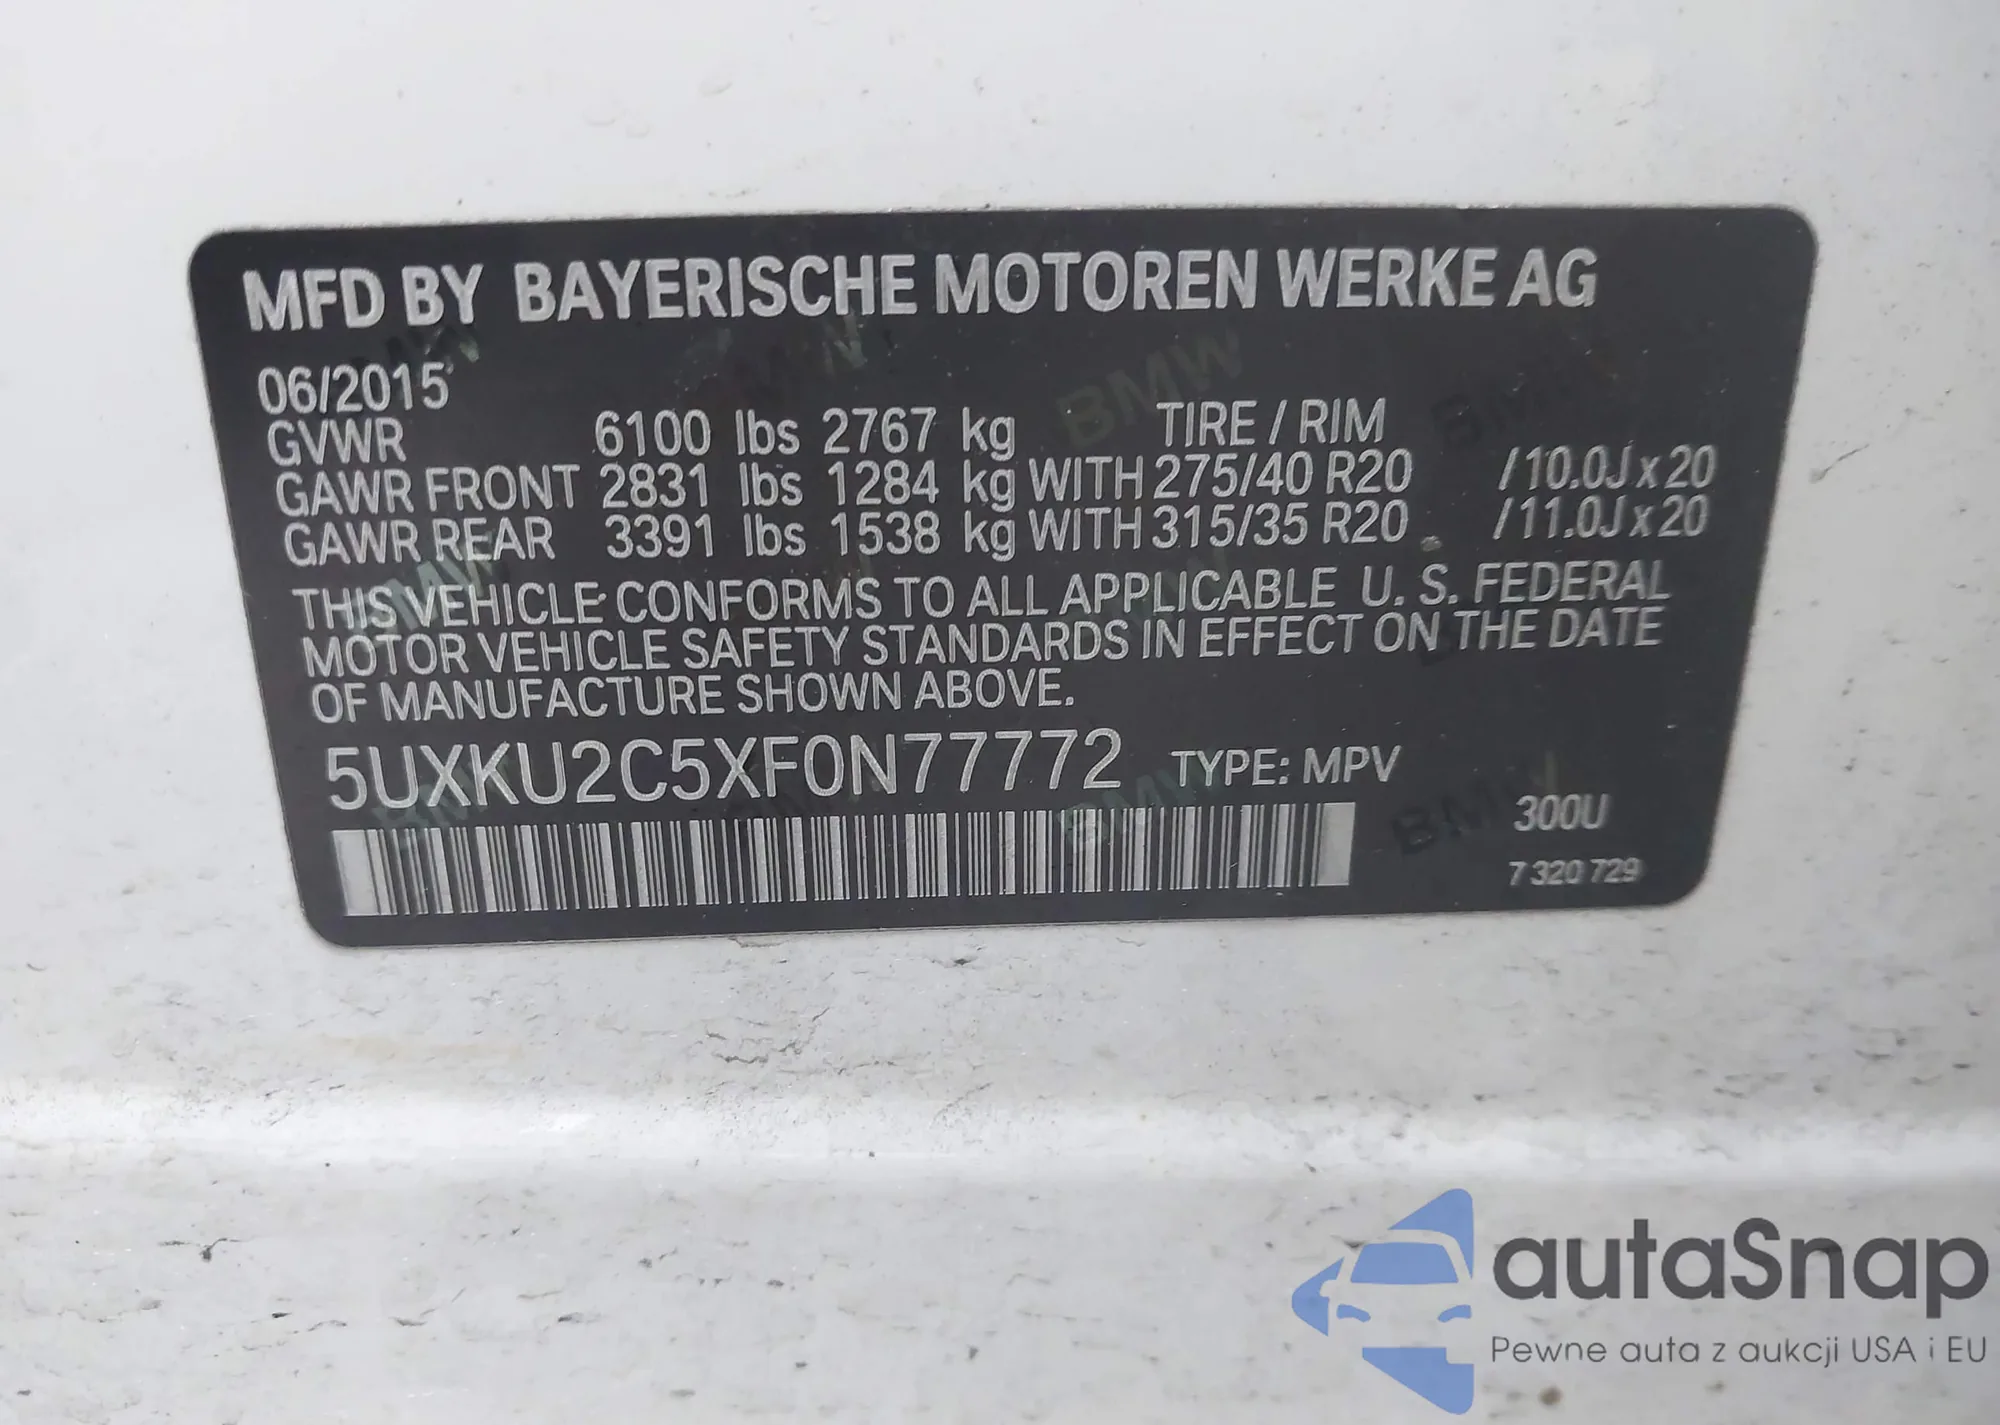 MFD BY BAYERISCHE MOTOREN WERKE AG
06/2015
GVWR 6100 lbs 2767 kg TIRE / RIM
GAWR FRONT 2831 lbs 1284 kg WITH 275/40 R20 /10.0J x 20
GAWR REAR 3391 lbs 1538 kg WITH 315/35 R20 /11.0J x 20
THIS VEHICLE CONFORMS TO ALL APPLICABLE U. S. FEDERAL
MOTOR VEHICLE SAFETY STANDARDS IN EFFECT ON THE DATE
OF MANUFACTURE SHOWN ABOVE.
5UXKU2C5XF0N77772 TYPE: MPV
300U
7 320 729
autaSnap
Pewne auta z aukcji USA i EU